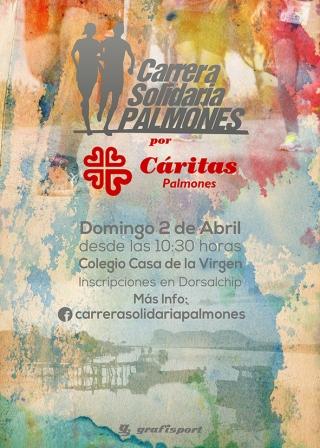 Carrera
Solidaria
PALMONES
por
Cáritas
Palmones
Domingo 2 de Abril
desde las 10:30 horas
Colegio Casa de la Virgen
Inscripciones en Dorsalchip
Más Info:
carrerasolidariapalmones
grafisport